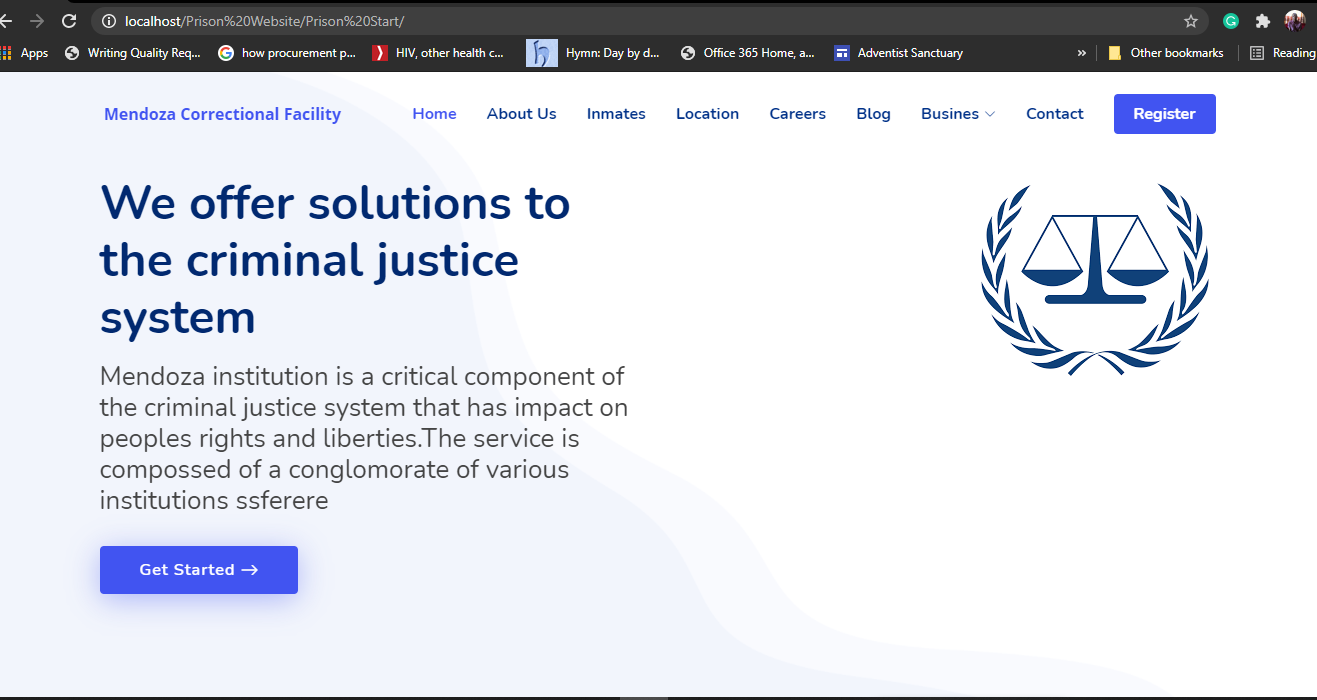 localhost/Prison%20Website/Prison%20Start/
Apps Writing Quality Req... how procurement p... HIV, other health c... Hymn: Day by d... Office 365 Home, a... Adventist Sanctuary » Other bookmarks Reading
Mendoza Correctional Facility Home About Us Inmates Location Careers Blog Busines Contact Register
We offer solutions to
the criminal justice
system
Mendoza institution is a critical component of
the criminal justice system that has impact on
peoples rights and liberties.The service is
compossed of a conglomorate of various
institutions ssferere
Get Started →